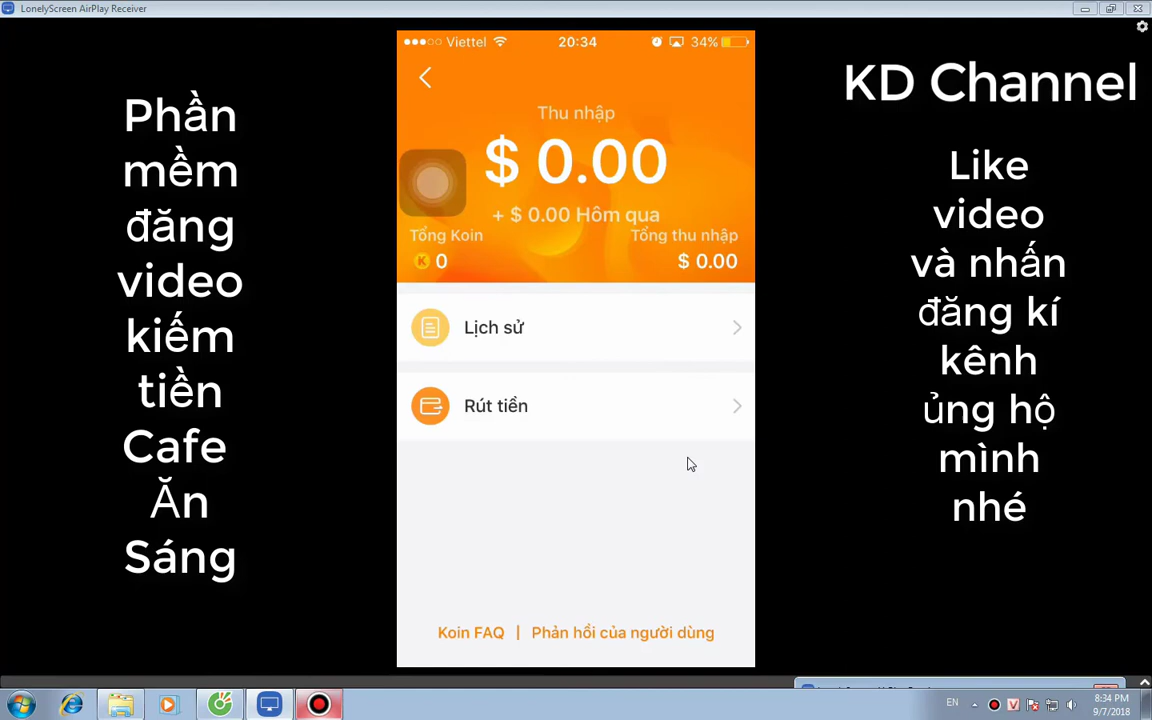 LonelyScreen AirPlay Receiver
Phần
mềm
đăng
video
kiếm
tiền
Cafe
Ăn
Sáng
Viettel 20:34 34%
Thu nhập
$ 0.00
+ $ 0.00 Hôm qua
Tổng Koin Tổng thu nhập
K 0 $ 0.00
Lịch sử
Rút tiền
Koin FAQ | Phản hồi của người dùng
KD Channel
Like
video
và nhấn
đăng kí
kênh
ủng hộ
mình
nhé
EN
8:34 PM
9/7/2018